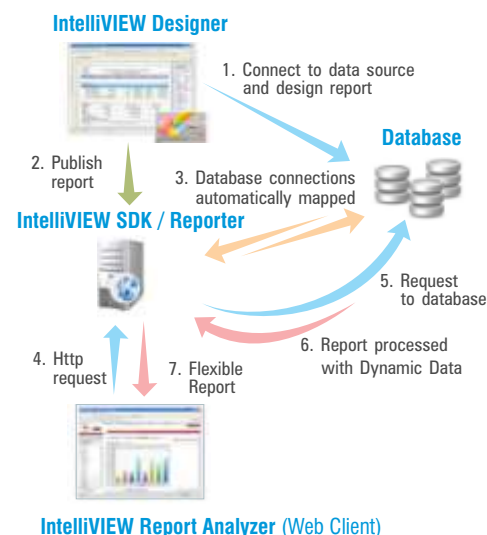 IntelliVIEW Designer
1. Connect to data source
and design report
Database
2. Publish
report
3. Database connections
automatically mapped
IntelliVIEW SDK / Reporter
5. Request
to database
4. Http
request
7. Flexible
Report
6. Report processed
with Dynamic Data
IntelliVIEW Report Analyzer (Web Client)